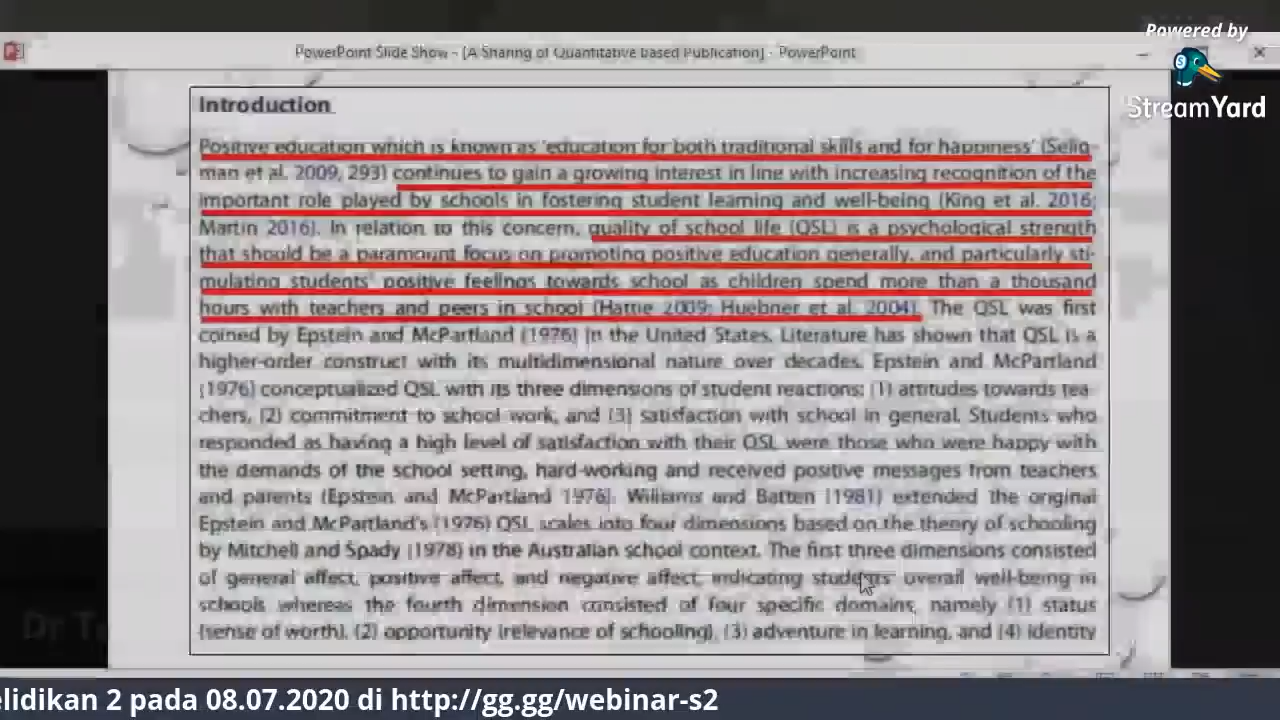 Powered by
StreamYard
PowerPoint Slide Show - [A Sharing of Quantitative based Publication] - PowerPoint
Introduction
Positive education which is known as 'education for both traditional skills and for happiness' (Selig-
man et al. 2009, 293) continues to gain a growing interest in line with increasing recognition of the
important role played by schools in fostering student learning and well-being (King et al. 2016;
Martin 2016). In relation to this concern, quality of school life (QSL) is a psychological strength
that should be a paramount focus on promoting positive education generally, and particularly sti-
mulating students' positive feelings towards school as children spend more than a thousand
hours with teachers and peers in school (Hattie 2009; Huebner et al. 2004). The QSL was first
coined by Epstein and McPartland (1976) in the United States. Literature has shown that QSL is a
higher-order construct with its multidimensional nature over decades. Epstein and McPartland
(1976) conceptualized QSL with its three dimensions of student reactions: (1) attitudes towards tea-
chers, (2) commitment to school work, and (3) satisfaction with school in general. Students who
responded as having a high level of satisfaction with their QSL were those who were happy with
the demands of the school setting, hard-working and received positive messages from teachers
and parents (Epstein and McPartland 1976). Williams and Batten (1981) extended the original
Epstein and McPartland's (1976) QSL scales into four dimensions based on the theory of schooling
by Mitchell and Spady (1978) in the Australian school context. The first three dimensions consisted
of general affect, positive affect, and negative affect, indicating students' overall well-being in
schools whereas the fourth dimension consisted of four specific domains, namely (1) status
(sense of worth), (2) opportunity (relevance of schooling), (3) adventure in learning, and (4) identity
Dr
elidikan 2 pada 08.07.2020 di http://gg.gg/webinar-s2